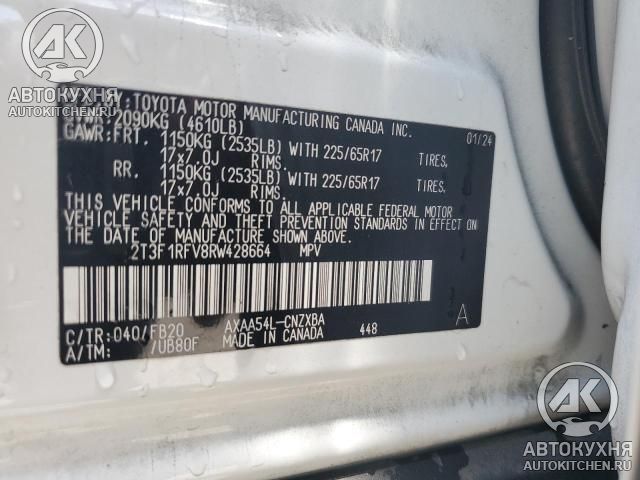 АВТОКУХНЯ
AUTOKITCHEN.RU
BY: TOYOTA MOTOR MANUFACTURING CANADA INC.
2090KG (4610LB) 01/24
GAWR: FRT. 1150KG (2535LB) WITH 225/65R17 TIRES.
17x7.0J RIMS.
RR. 1150KG (2535LB) WITH 225/65R17 TIRES.
17x7.0J RIMS.
THIS VEHICLE CONFORMS TO ALL APPLICABLE FEDERAL MOTOR
VEHICLE SAFETY AND THEFT PREVENTION STANDARDS IN EFFECT ON
THE DATE OF MANUFACTURE SHOWN ABOVE.
2T3F1RFV8RW428664 MPV
C/TR: 040/FB20 AXAA54L-CNZXBA 448 A
A/TM: /UB80F MADE IN CANADA
AK
АВТОКУХНЯ
AUTOKITCHEN.RU